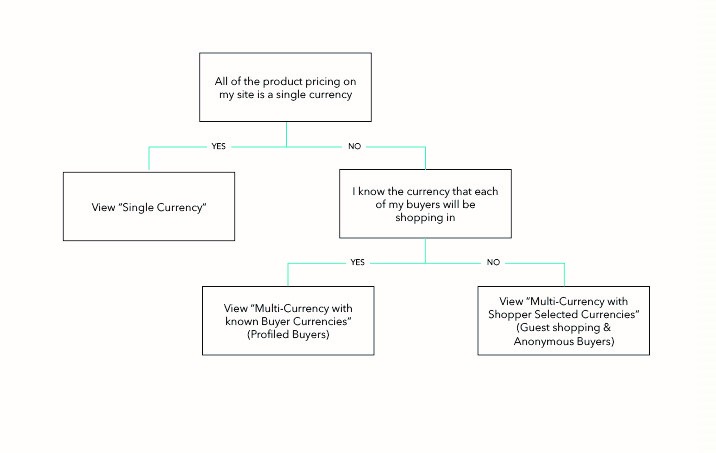 All of the product pricing on
my site is a single currency
YES
NO
View “Single Currency”
I know the currency that each
of my buyers will be
shopping in
YES
NO
View “Multi-Currency with
known Buyer Currencies”
(Profiled Buyers)
View “Multi-Currency with
Shopper Selected Currencies”
(Guest shopping &
Anonymous Buyers)